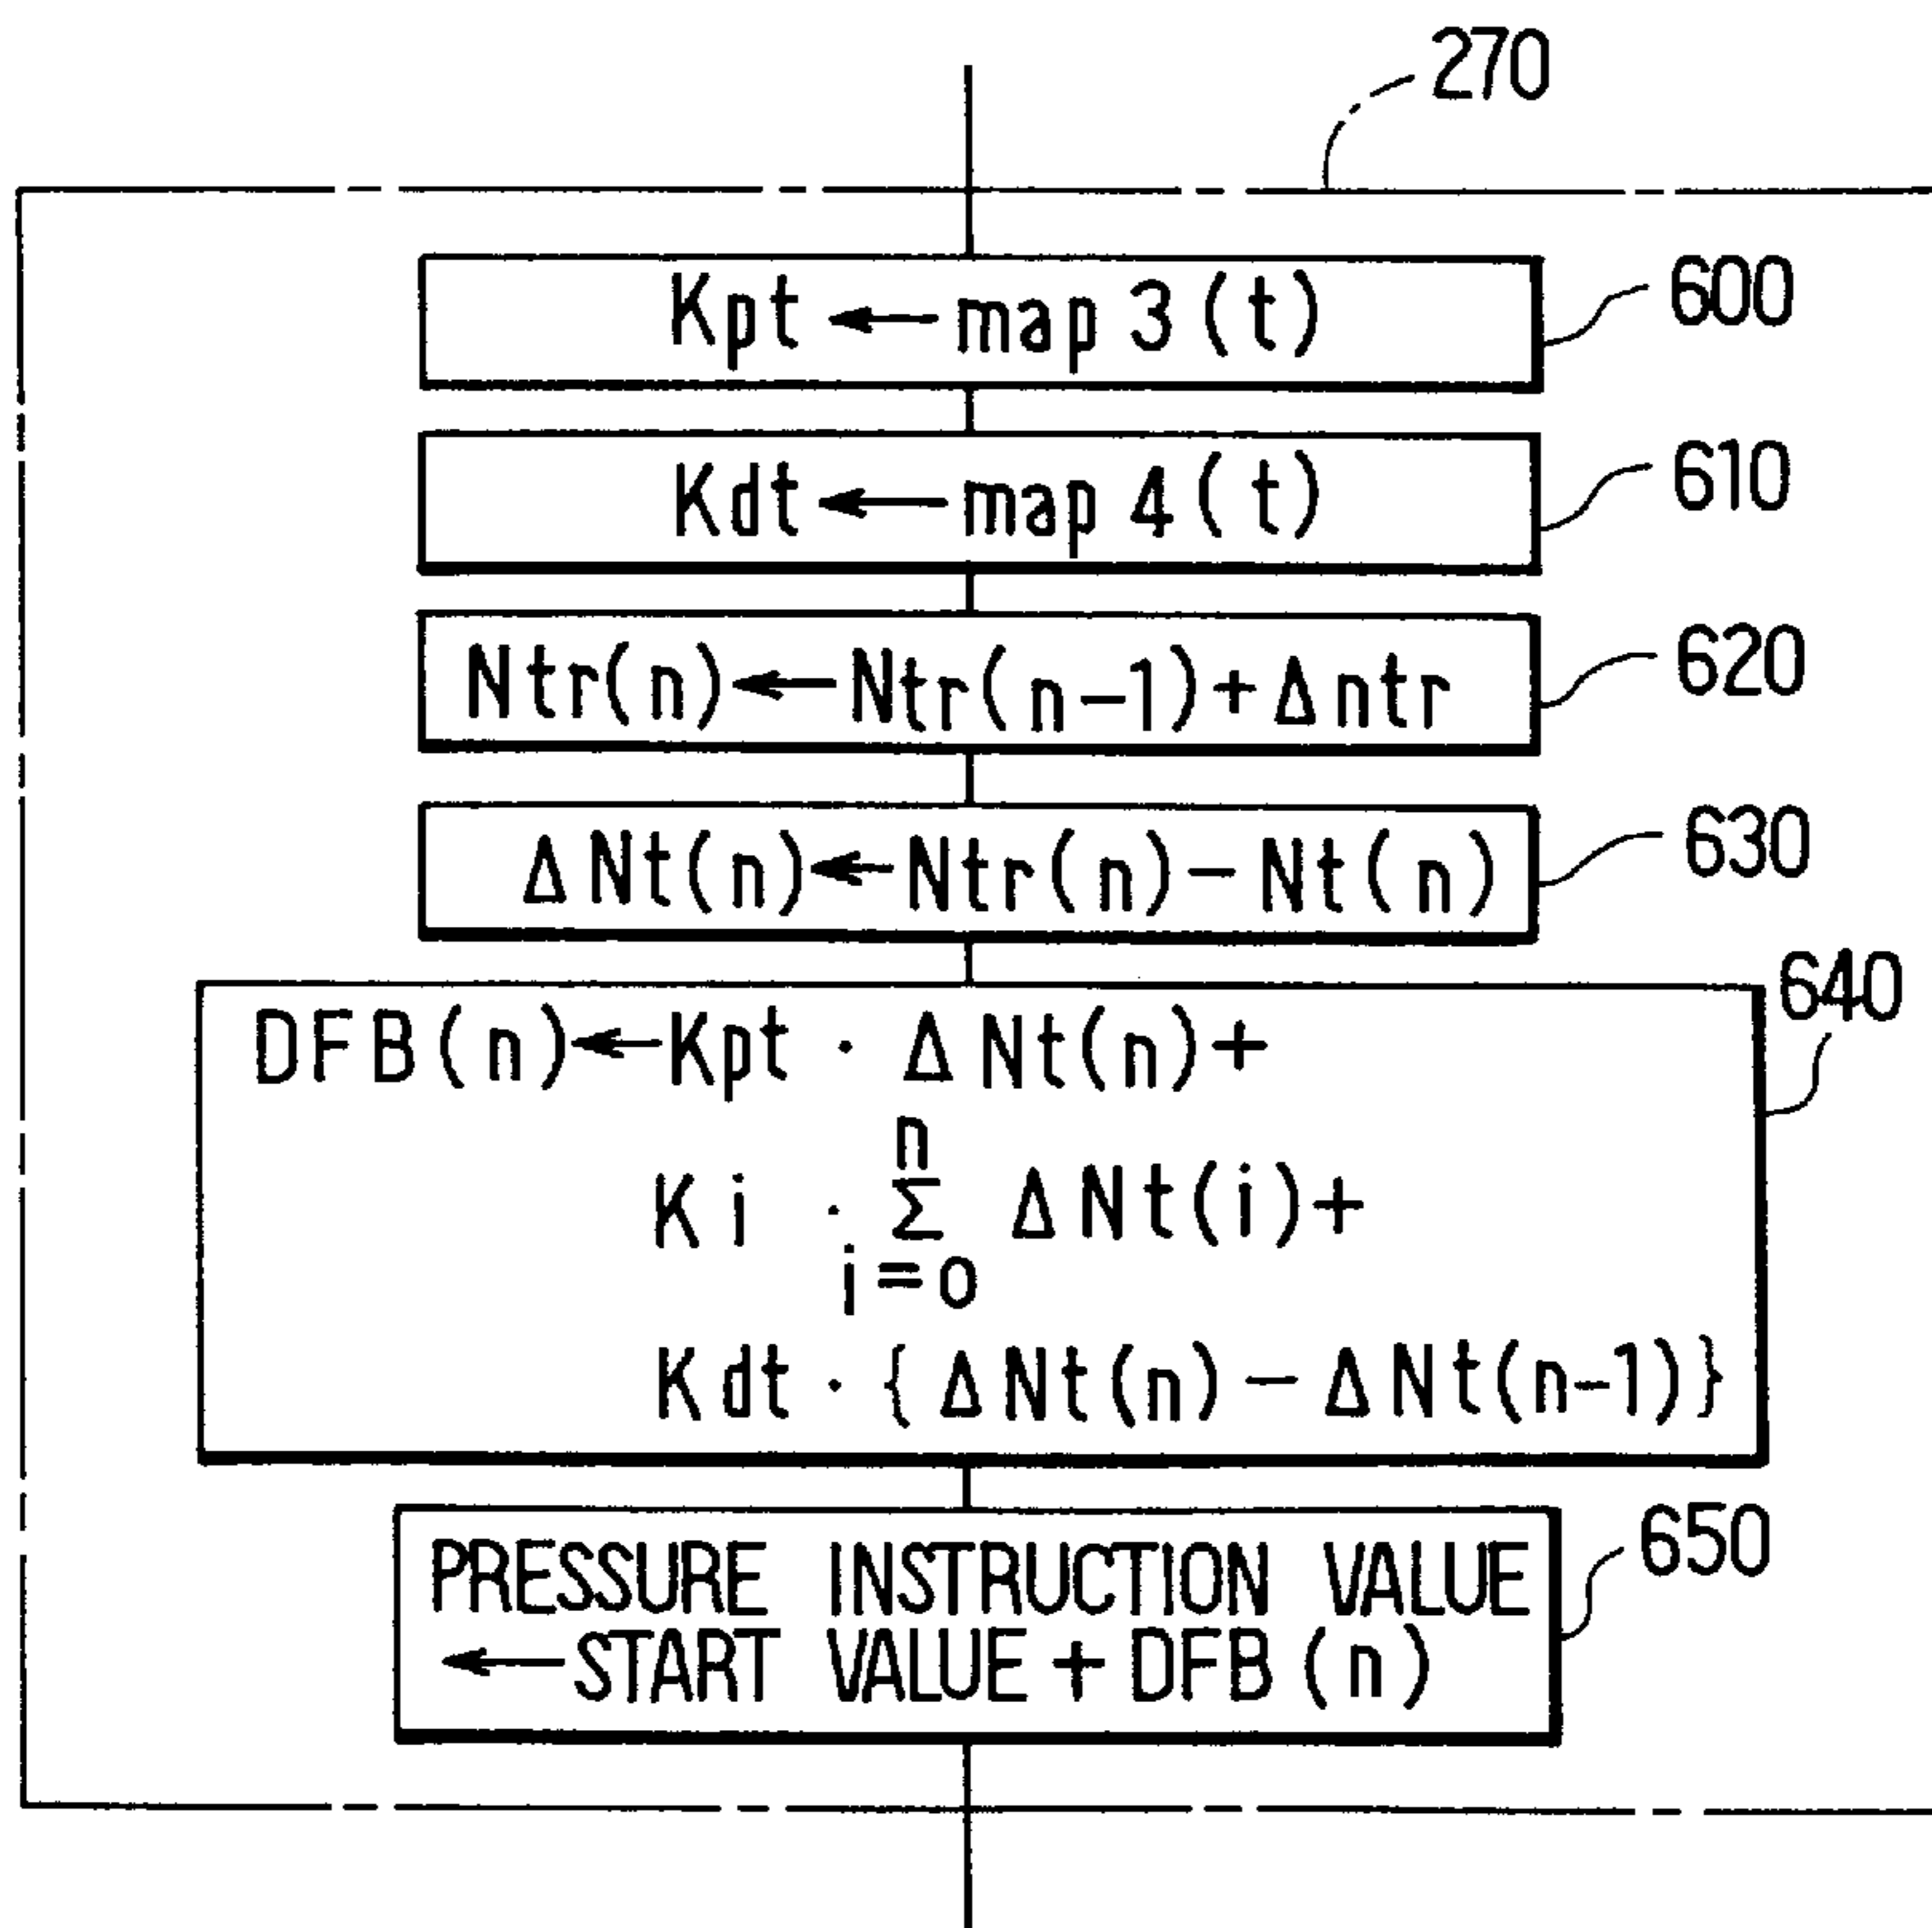 270
Kpt ← map 3 (t)
600
Kdt ← map 4 (t)
610
Ntr(n) ← Ntr(n-1) + Δntr
620
ΔNt(n) ← Ntr(n) - Nt(n)
630
640
DFB(n) ← Kpt · ΔNt(n) +
n
Ki · Σ ΔNt(i) +
i=o
Kdt · {ΔNt(n) - ΔNt(n-1)}
650
PRESSURE INSTRUCTION VALUE
← START VALUE + DFB (n)